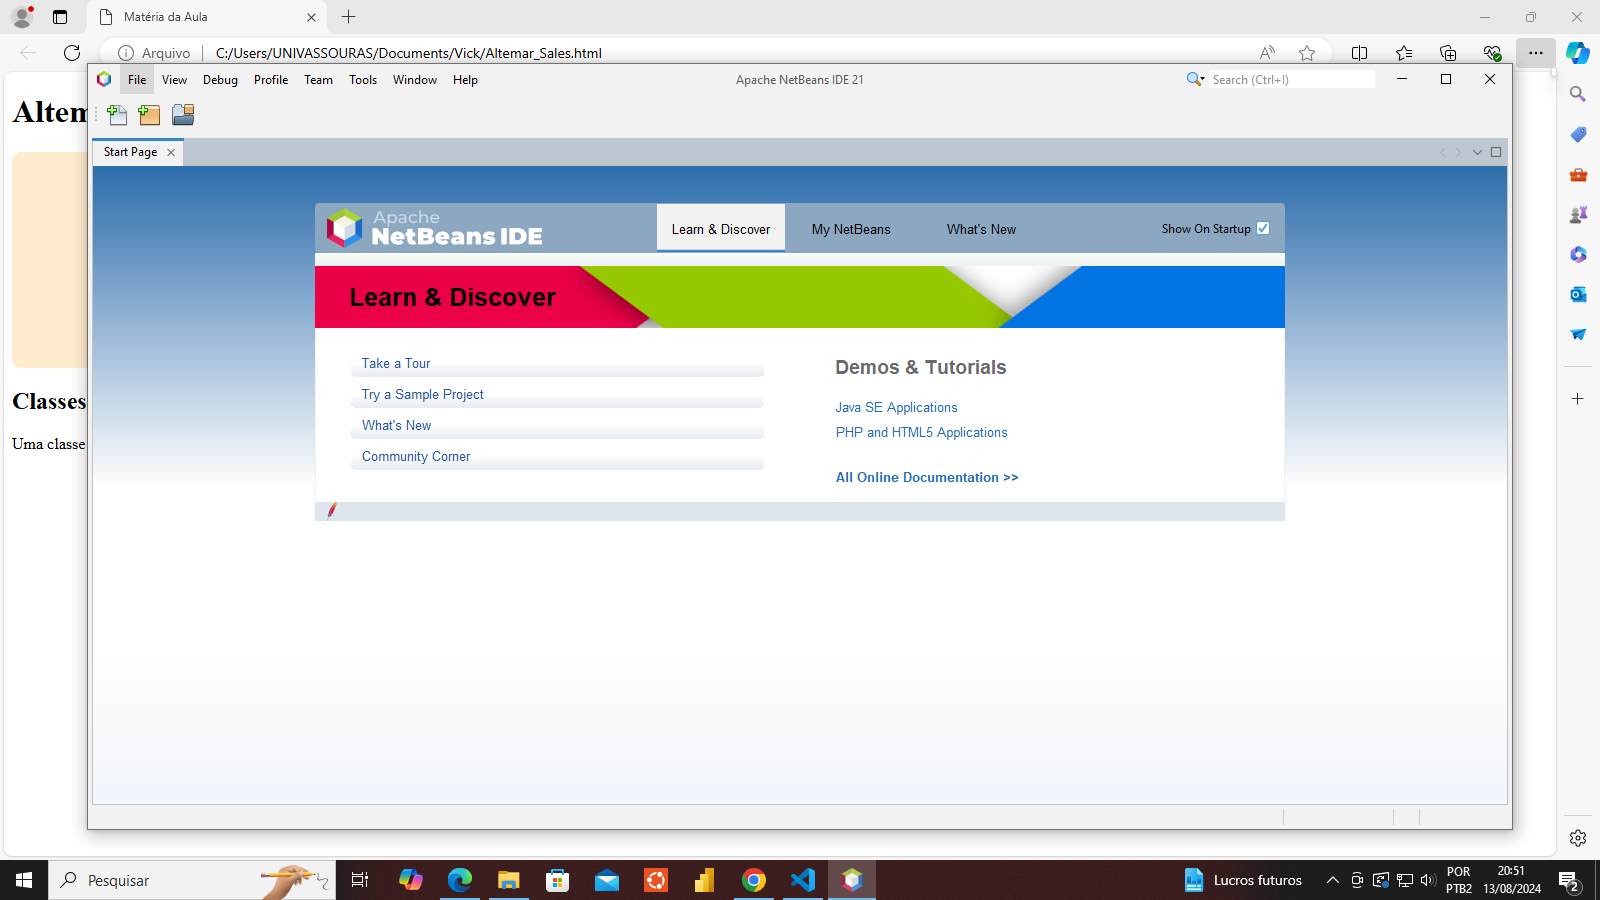 Matéria da Aula
Arquivo C:/Users/UNIVASSOURAS/Documents/Vick/Altemar_Sales.html
File View Debug Profile Team Tools Window Help
Apache NetBeans IDE 21
Search (Ctrl+I)
Altem
Start Page
Apache
NetBeans IDE
Learn & Discover
My NetBeans
What's New
Show On Startup
Learn & Discover
Take a Tour
Try a Sample Project
What's New
Community Corner
Demos & Tutorials
Java SE Applications
PHP and HTML5 Applications
All Online Documentation >>
Classes
Uma classe
Pesquisar
Lucros futuros
POR
PTB2
20:51
13/08/2024
2